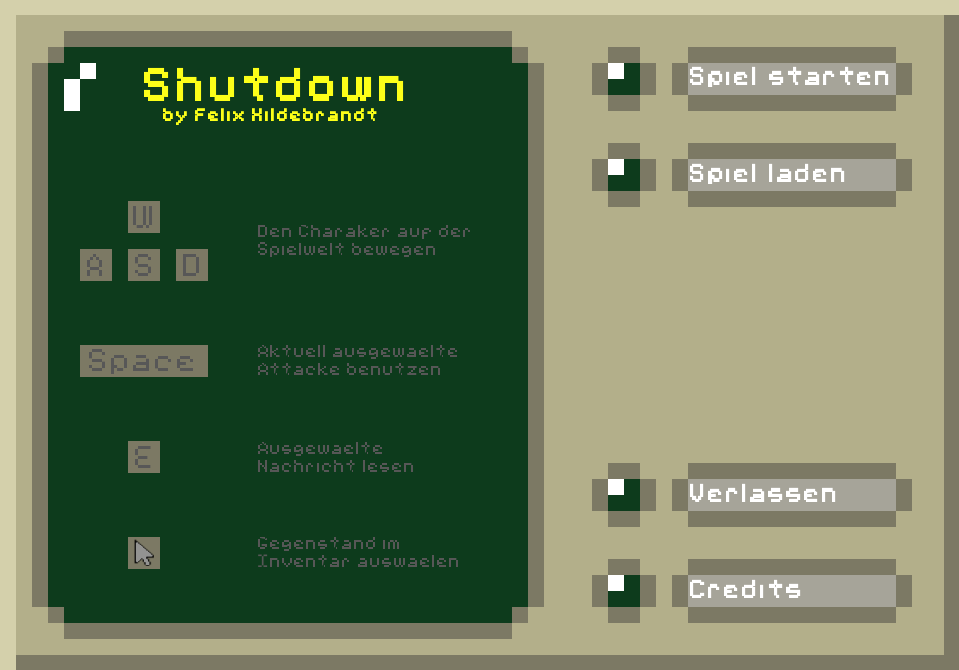 Shutdown
by Felix Hildebrandt
W
A S D
Den Charaker auf der
Spielwelt bewegen
Space
Aktuell ausgewaelte
Attacke benutzen
E
Ausgewaelte
Nachricht lesen
Gegenstand im
Inventar auswaelen
Spiel starten
Spiel laden
Verlassen
Credits